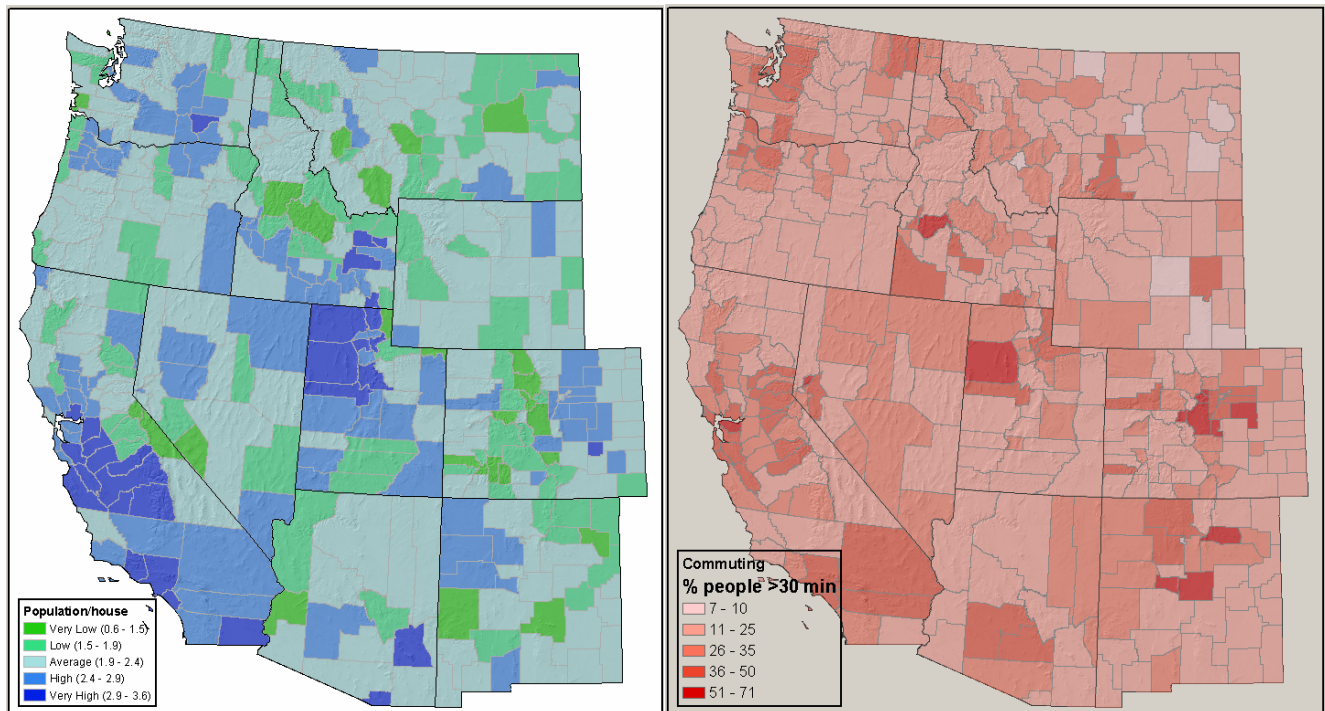 Population/house
Very Low (0.6 - 1.5)
Low (1.5 - 1.9)
Average (1.9 - 2.4)
High (2.4 - 2.9)
Very High (2.9 - 3.6)
Commuting
% people >30 min
7 - 10
11 - 25
26 - 35
36 - 50
51 - 71